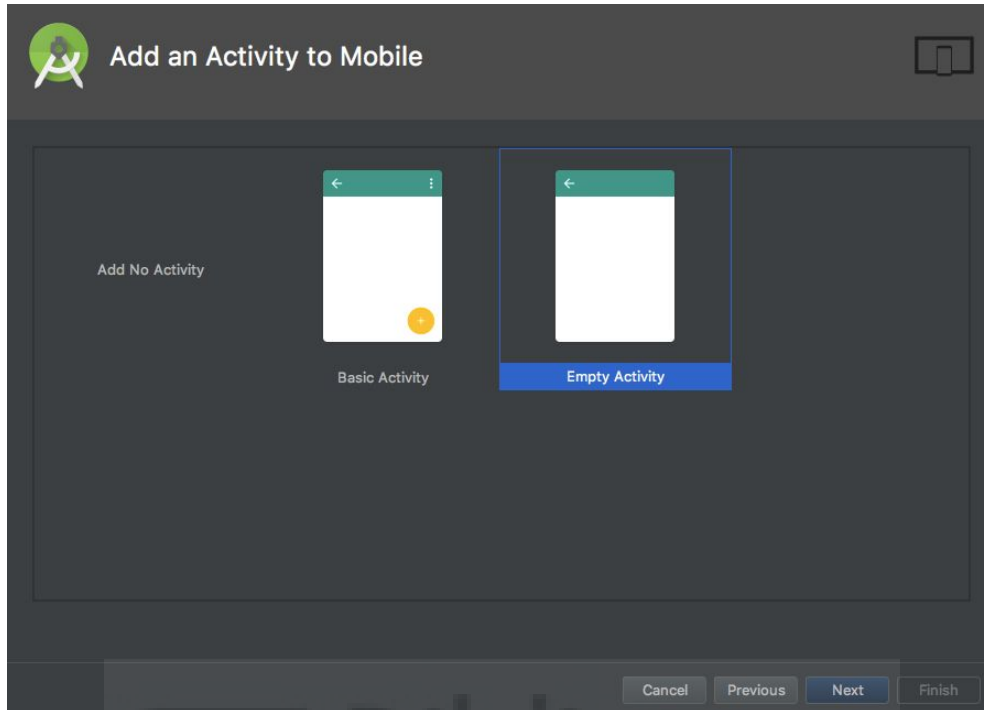 Add an Activity to Mobile
Add No Activity
Basic Activity
Empty Activity
Cancel
Previous
Next
Finish